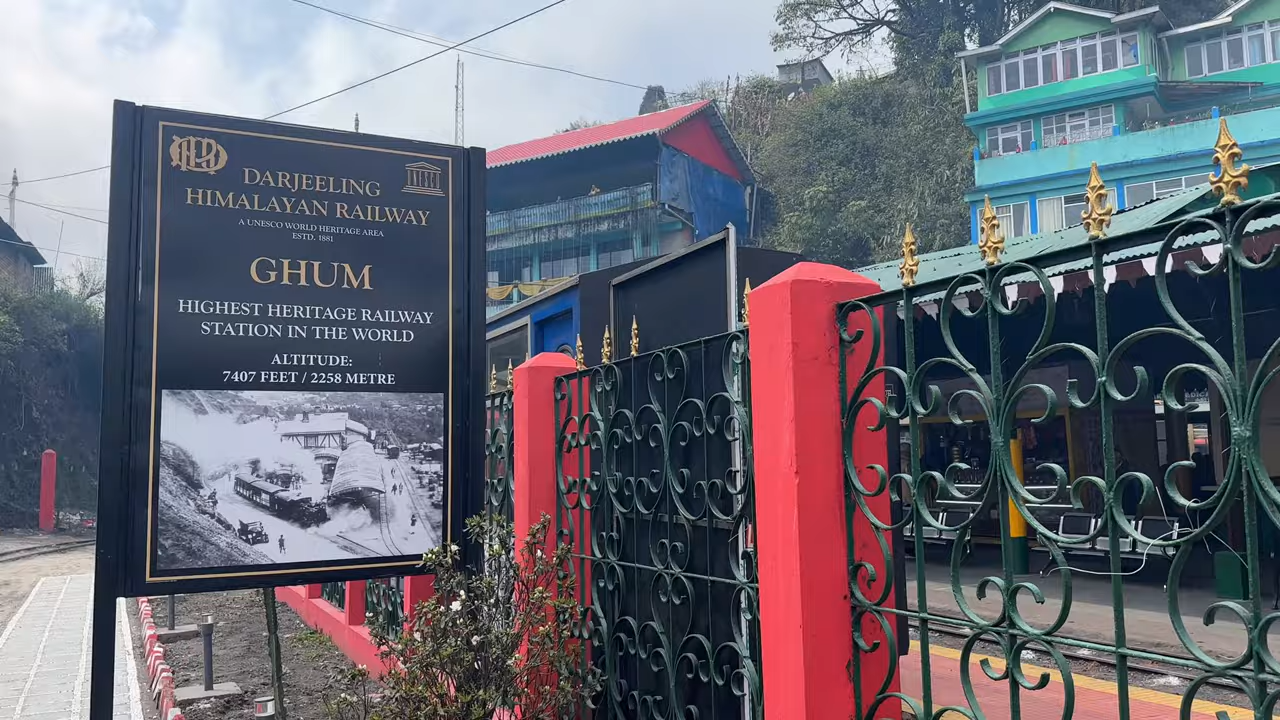 DHR
DARJEELING
HIMALAYAN RAILWAY
A UNESCO WORLD HERITAGE AREA
ESTD. 1881
GHUM
HIGHEST HERITAGE RAILWAY
STATION IN THE WORLD
ALTITUDE:
7407 FEET / 2258 METRE